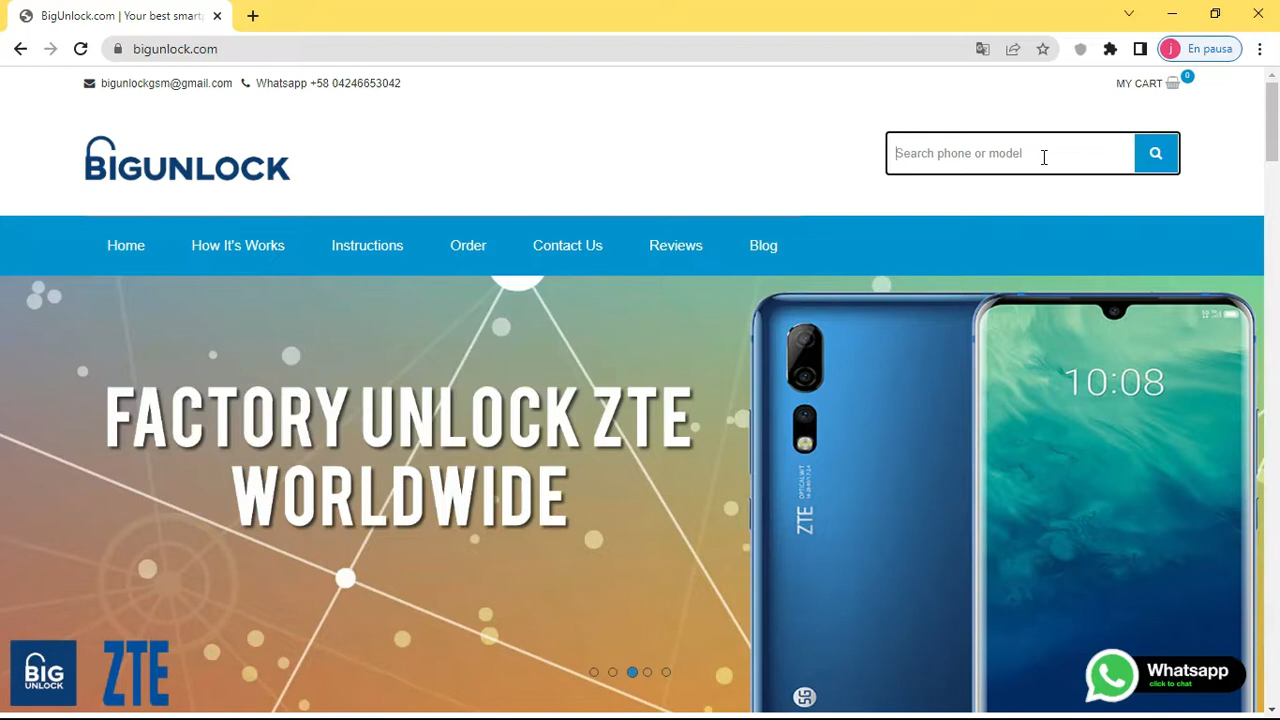 BigUnlock.com | Your best smart
bigunlock.com
j En pausa
bigunlockgsm@gmail.com Whatsapp +58 04246653042
MY CART 0
BIGUNLOCK
Search phone or model
Home How It's Works Instructions Order Contact Us Reviews Blog
FACTORY UNLOCK ZTE
WORLDWIDE
10:08
ZTE
5G
BIG
UNLOCK
ZTE
Whatsapp
click to chat